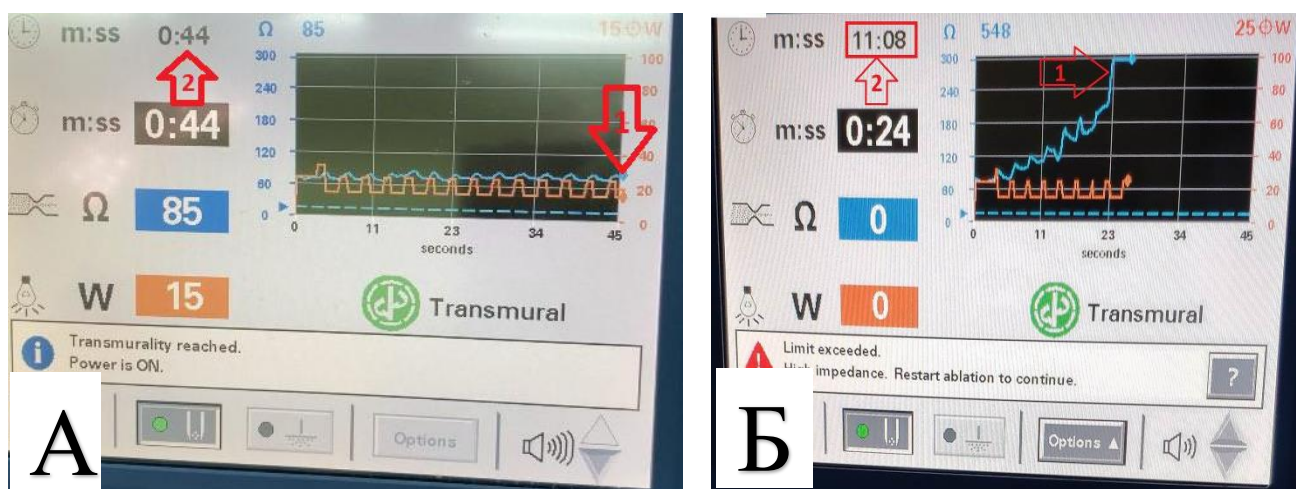 m:ss 0:44 Ω 85 15 W
2
300 100
240 80
1
m:ss 0:44 180
120 40
60 20
0 0
0 11 23 34 45
seconds
Ω 85
W 15
Transmural
i Transmurality reached.
Power is ON.
Options
А
m:ss 11:08 Ω 548 25 W
2
1
300 100
240 80
m:ss 0:24 180 60
120 40
60 20
0 0
0 11 23 34 45
seconds
Ω 0
W 0
Transmural
! Limit exceeded.
High impedance. Restart ablation to continue.
?
Options
Б